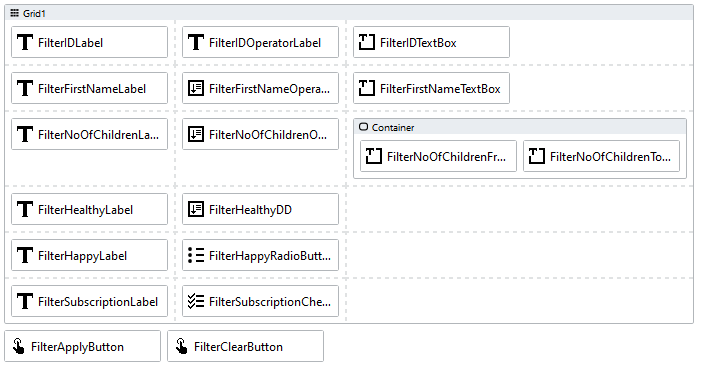 Grid1
FilterIDLabel
FilterIDOperatorLabel
FilterIDTextBox
FilterFirstNameLabel
FilterFirstNameOpera...
FilterFirstNameTextBox
FilterNoOfChildrenLa...
FilterNoOfChildrenO...
Container
FilterNoOfChildrenFr...
FilterNoOfChildrenTo...
FilterHealthyLabel
FilterHealthyDD
FilterHappyLabel
FilterHappyRadioButt...
FilterSubscriptionLabel
FilterSubscriptionChe...
FilterApplyButton
FilterClearButton